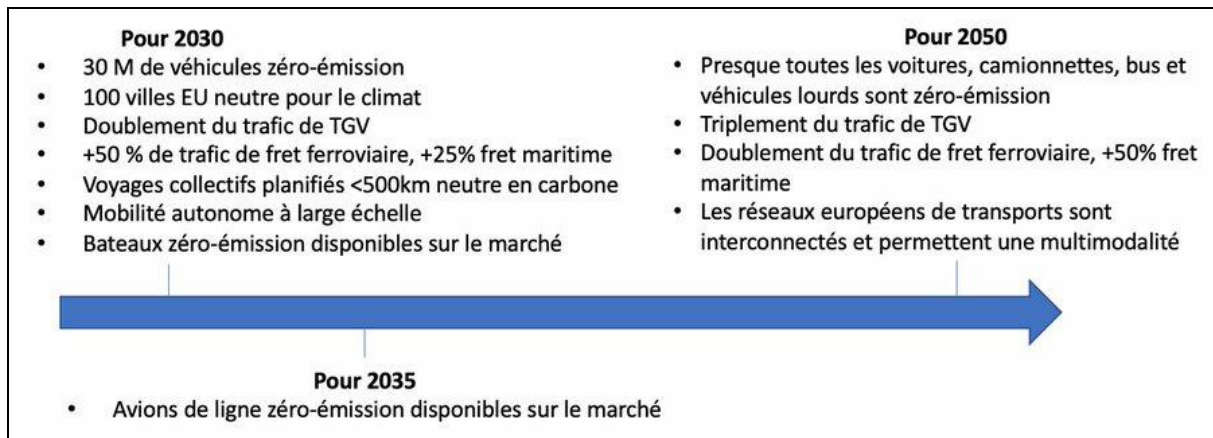 Pour 2030
• 30 M de véhicules zéro-émission
• 100 villes EU neutre pour le climat
• Doublement du trafic de TGV
• +50 % de trafic de fret ferroviaire, +25% fret maritime
• Voyages collectifs planifiés <500km neutre en carbone
• Mobilité autonome à large échelle
• Bateaux zéro-émission disponibles sur le marché
Pour 2050
• Presque toutes les voitures, camionnettes, bus et
véhicules lourds sont zéro-émission
• Triplement du trafic de TGV
• Doublement du trafic de fret ferroviaire, +50% fret
maritime
• Les réseaux européens de transports sont
interconnectés et permettent une multimodalité
Pour 2035
• Avions de ligne zéro-émission disponibles sur le marché